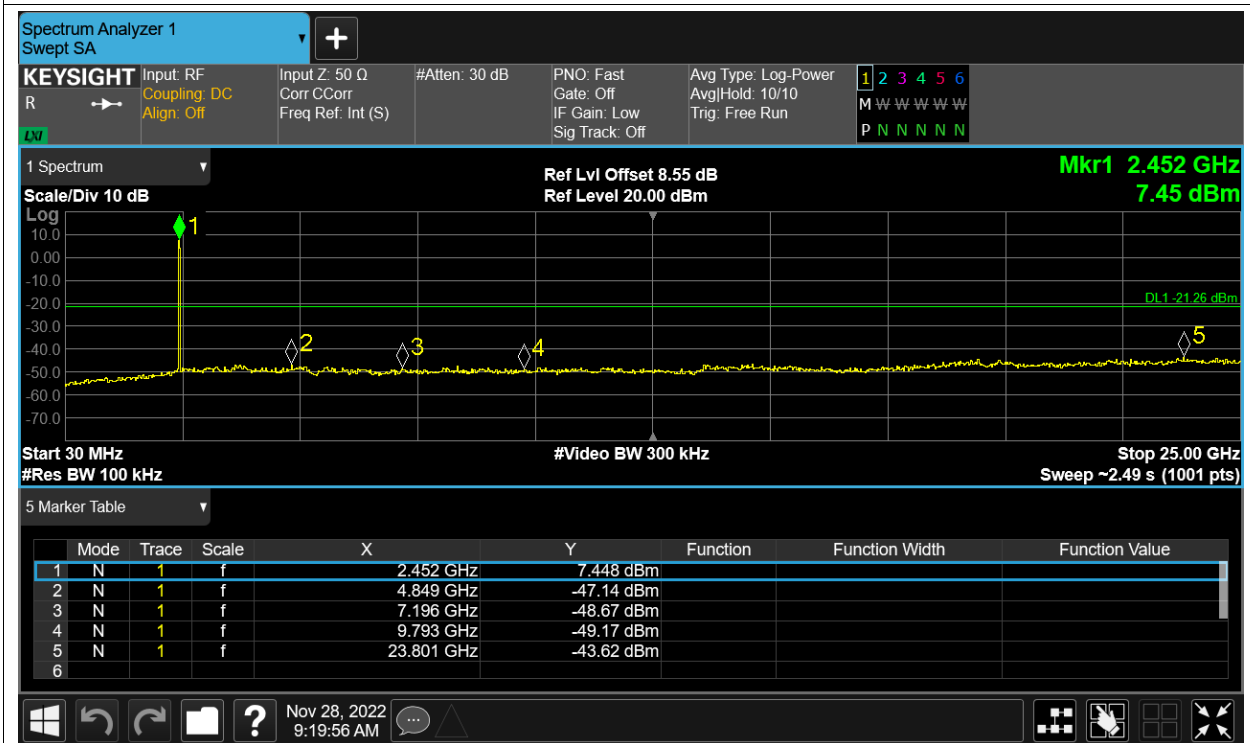 Spectrum Analyzer 1
Swept SA
KEYSIGHT
R
LXI
Input: RF
Coupling: DC
Align: Off
Input Z: 50 Ω
Corr CCorr
Freq Ref: Int (S)
#Atten: 30 dB
PNO: Fast
Gate: Off
IF Gain: Low
Sig Track: Off
Avg Type: Log-Power
Avg|Hold: 10/10
Trig: Free Run
1 2 3 4 5 6
M W W W W W
P N N N N N
1 Spectrum
Scale/Div 10 dB
Ref Lvl Offset 8.55 dB
Ref Level 20.00 dBm
Mkr1 2.452 GHz
7.45 dBm
Log
10.0
0.00
-10.0
-20.0
-30.0
-40.0
-50.0
-60.0
-70.0
1
2
3
4
5
DL1 -21.26 dBm
Start 30 MHz
#Res BW 100 kHz
#Video BW 300 kHz
Stop 25.00 GHz
Sweep ~2.49 s (1001 pts)
5 Marker Table
Mode Trace Scale X Y Function Function Width Function Value
1 N 1 f 2.452 GHz 7.448 dBm
2 N 1 f 4.849 GHz -47.14 dBm
3 N 1 f 7.196 GHz -48.67 dBm
4 N 1 f 9.793 GHz -49.17 dBm
5 N 1 f 23.801 GHz -43.62 dBm
6
?
Nov 28, 2022
9:19:56 AM